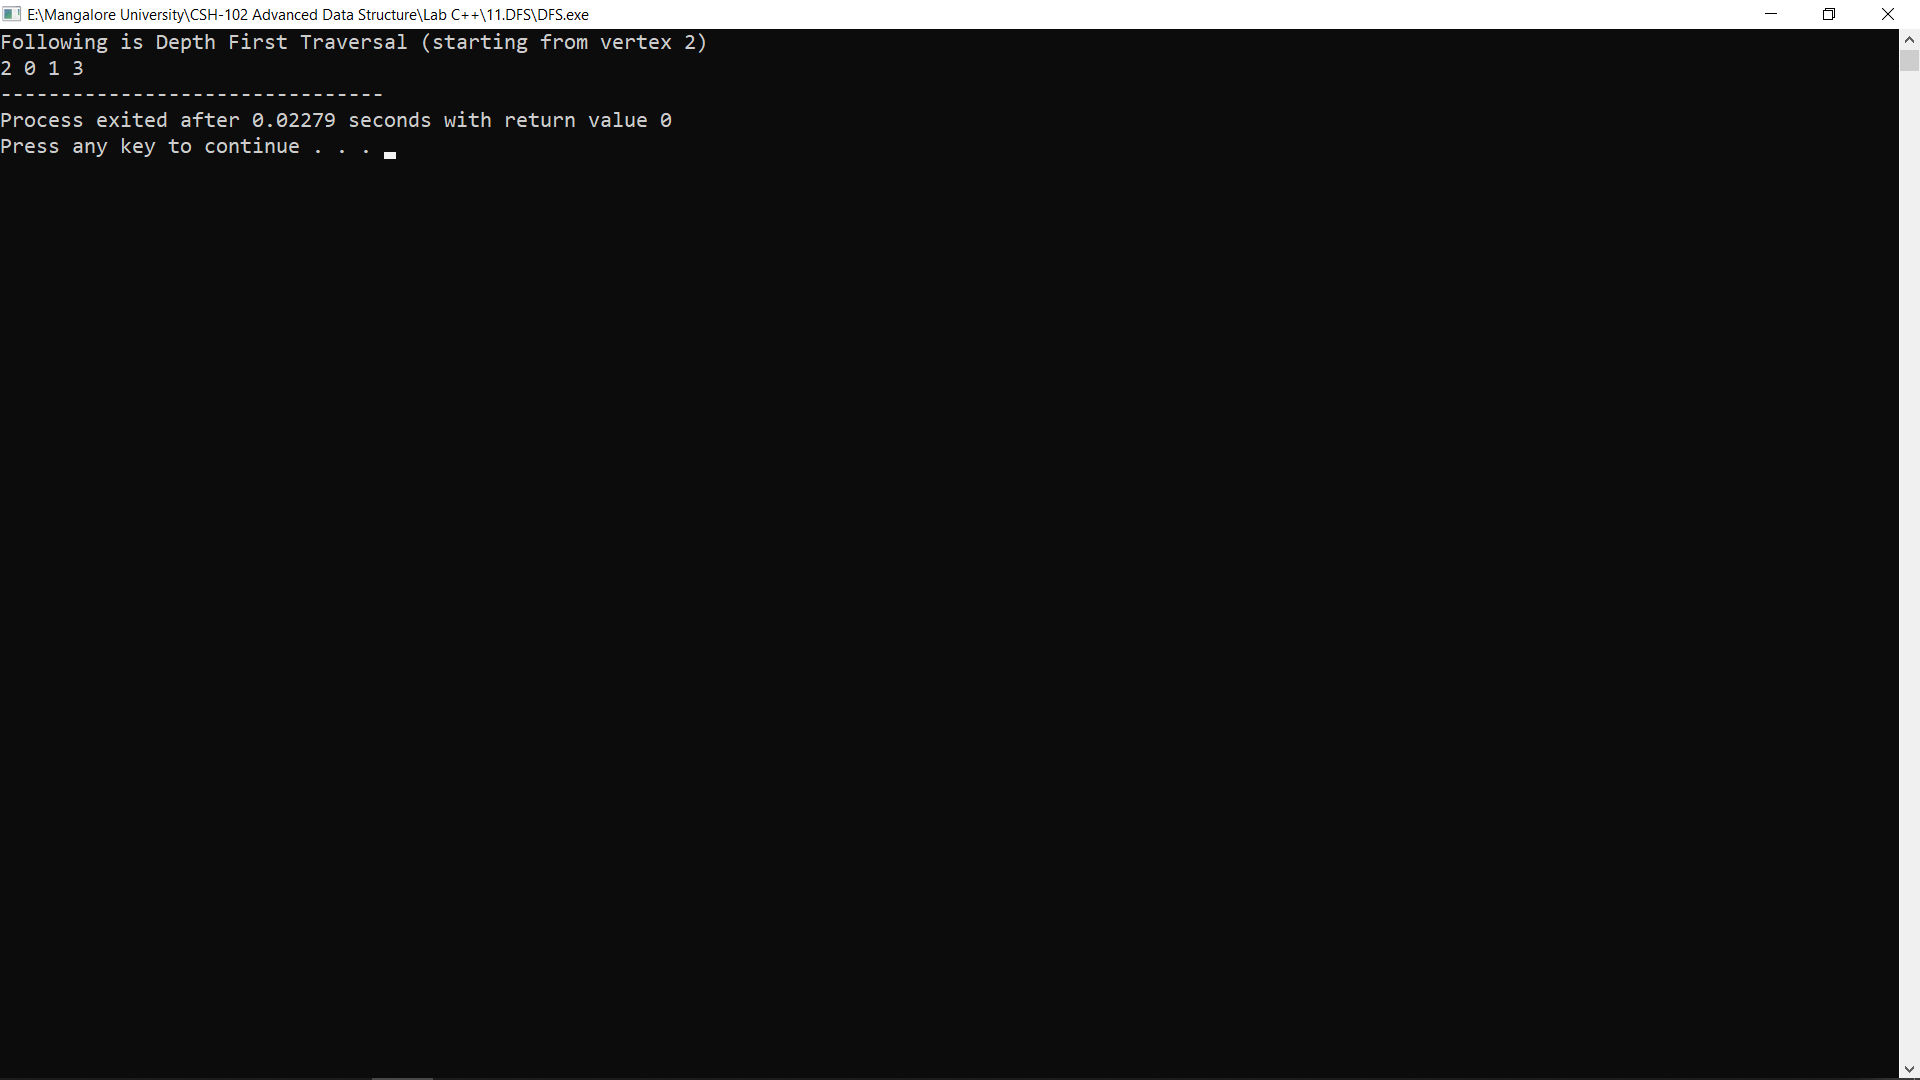 E:\Mangalore University\CSH-102 Advanced Data Structure\Lab C++\11.DFS\DFS.exe
Following is Depth First Traversal (starting from vertex 2)
2 0 1 3
--------------------------------
Process exited after 0.02279 seconds with return value 0
Press any key to continue . . .